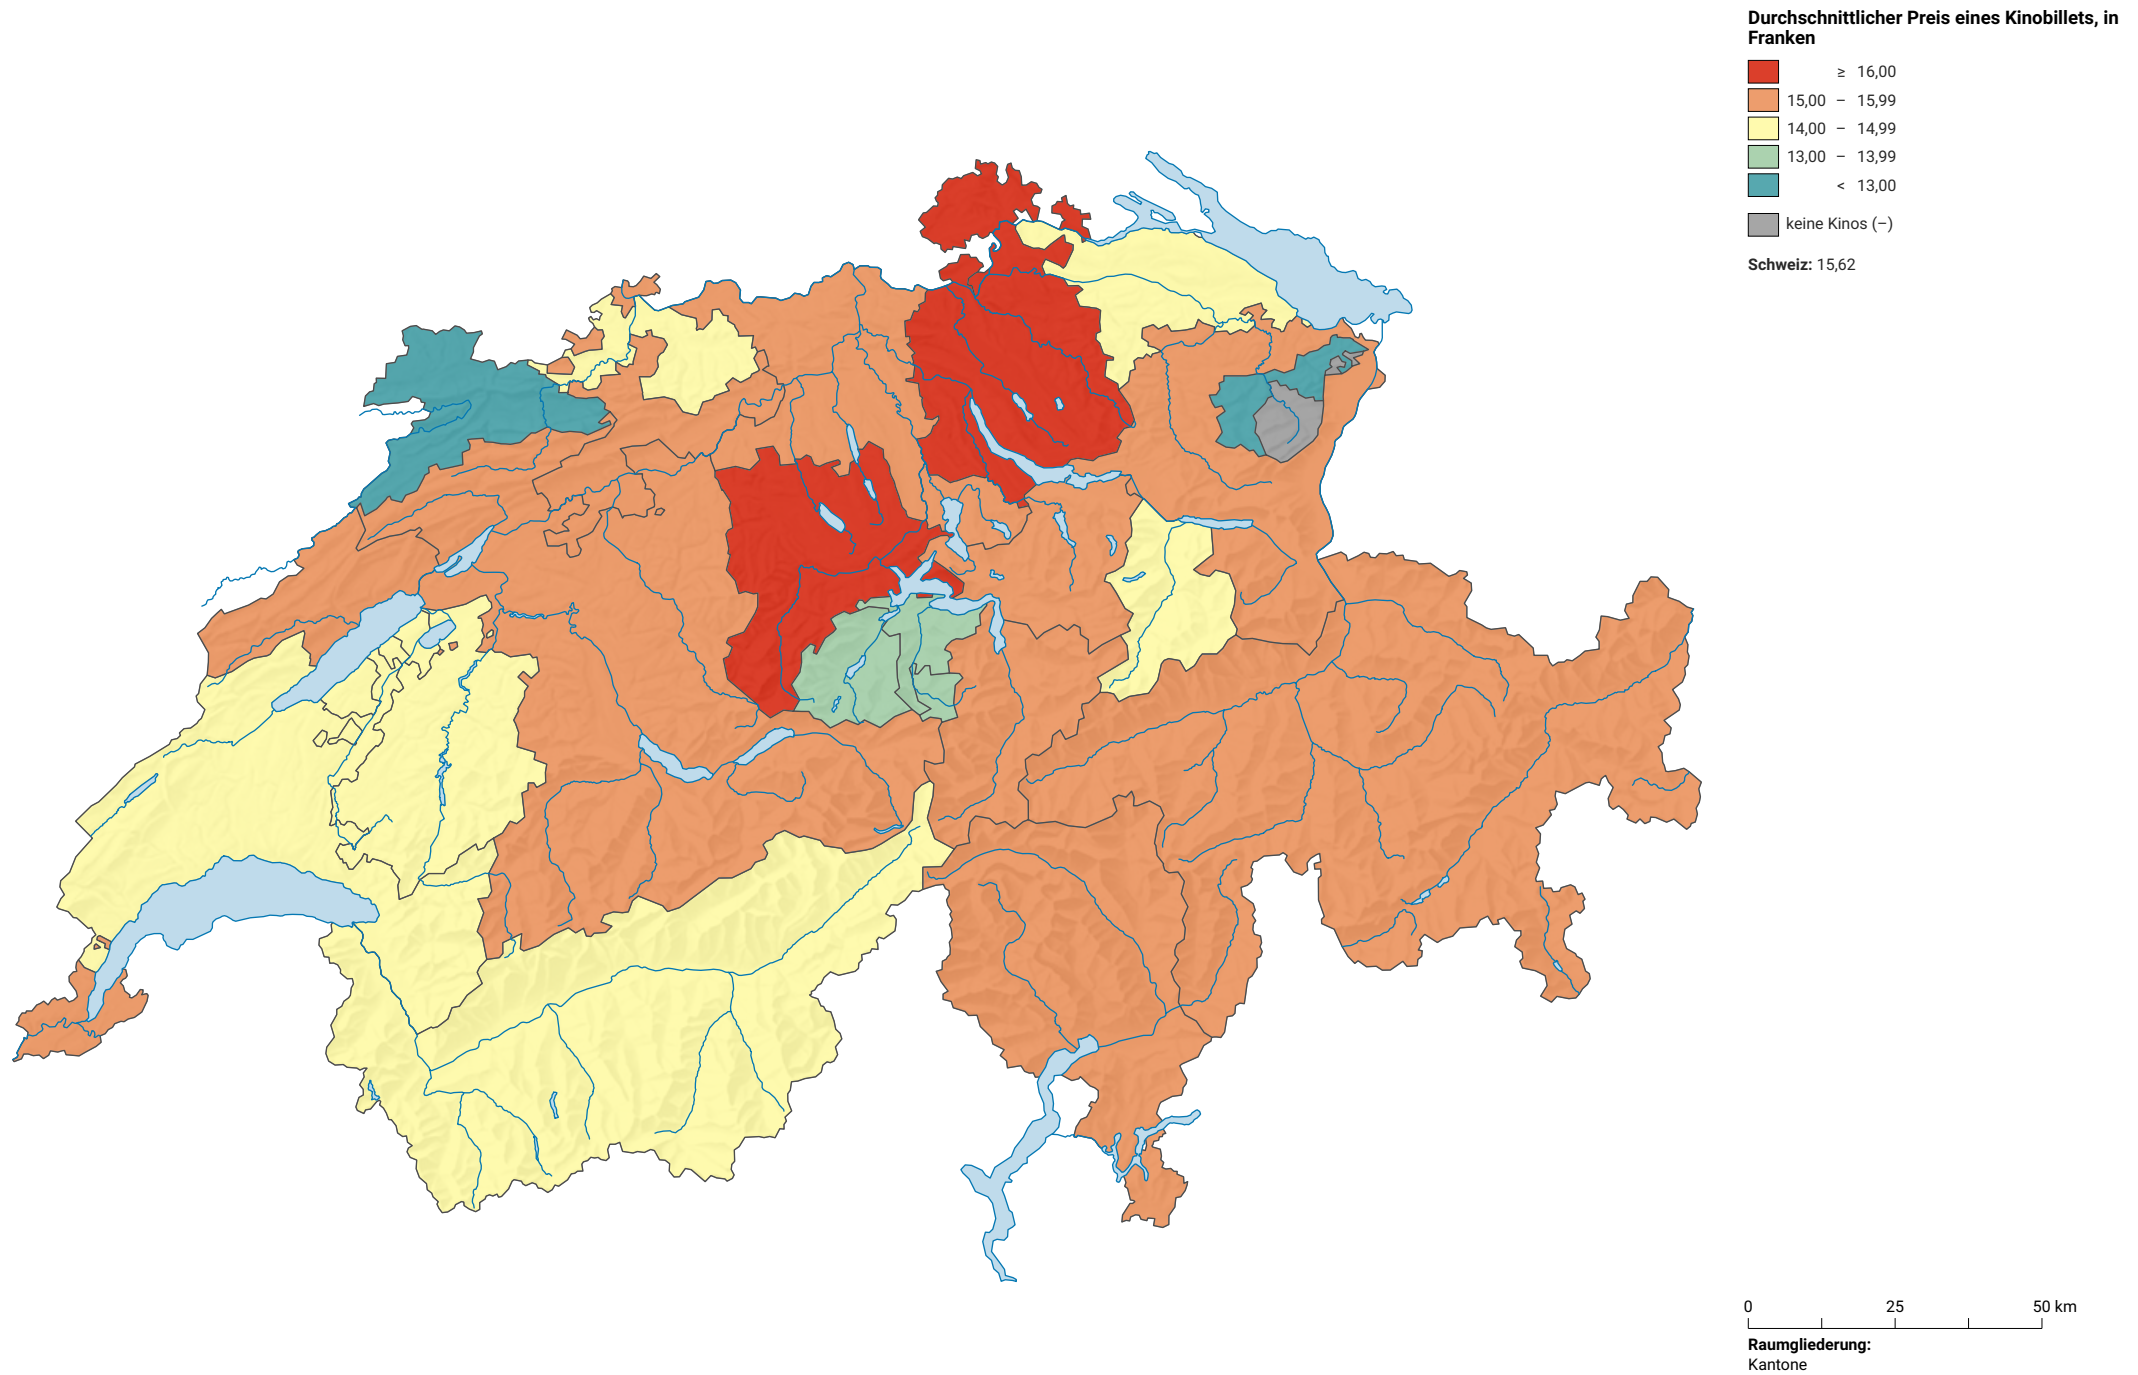 Durchschnittlicher Preis eines Kinobillets, in
Franken
≥ 16,00
15,00 – 15,99
14,00 – 14,99
13,00 – 13,99
< 13,00
keine Kinos (–)
Schweiz: 15,62
0 25 50 km
Raumgliederung:
Kantone